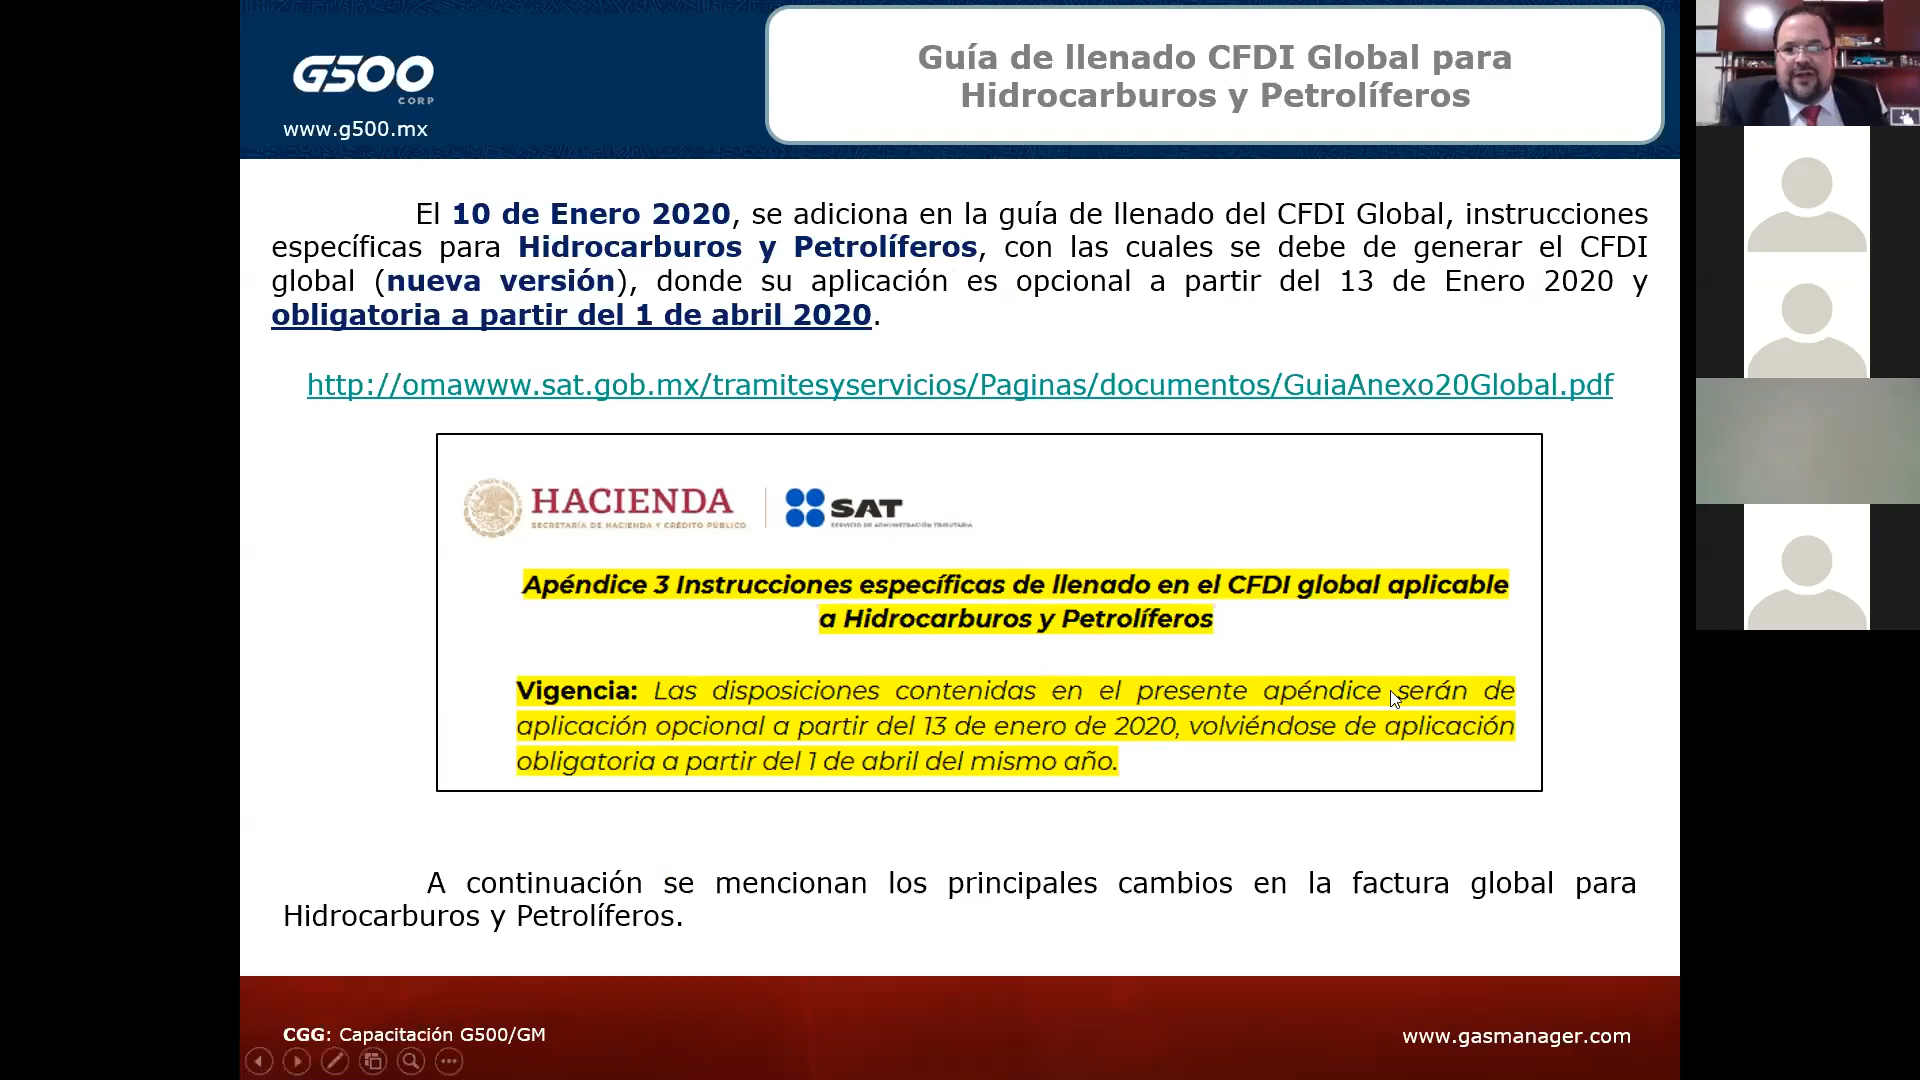 G500
CORP
www.g500.mx
Guía de llenado CFDI Global para
Hidrocarburos y Petrolíferos
El 10 de Enero 2020, se adiciona en la guía de llenado del CFDI Global, instrucciones
específicas para Hidrocarburos y Petrolíferos, con las cuales se debe de generar el CFDI
global (nueva versión), donde su aplicación es opcional a partir del 13 de Enero 2020 y
obligatoria a partir del 1 de abril 2020.
http://omawww.sat.gob.mx/tramitesyservicios/Paginas/documentos/GuiaAnexo20Global.pdf
HACIENDA
SECRETARÍA DE HACIENDA Y CRÉDITO PÚBLICO
SAT
SERVICIO DE ADMINISTRACIÓN TRIBUTARIA
Apéndice 3 Instrucciones específicas de llenado en el CFDI global aplicable
a Hidrocarburos y Petrolíferos
Vigencia: Las disposiciones contenidas en el presente apéndice serán de
aplicación opcional a partir del 13 de enero de 2020, volviéndose de aplicación
obligatoria a partir del 1 de abril del mismo año.
A continuación se mencionan los principales cambios en la factura global para
Hidrocarburos y Petrolíferos.
CGG: Capacitación G500/GM
www.gasmanager.com